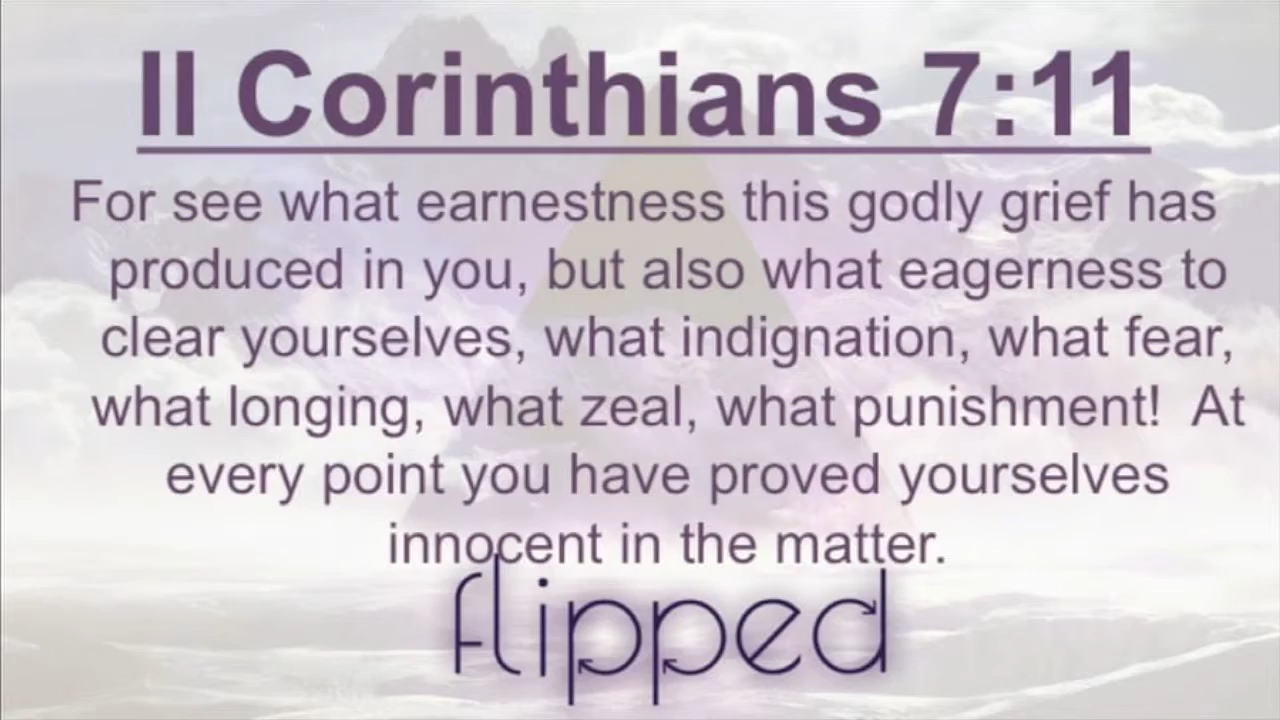 II Corinthians 7:11
For see what earnestness this godly grief has
produced in you, but also what eagerness to
clear yourselves, what indignation, what fear,
what longing, what zeal, what punishment!  At
every point you have proved yourselves
innocent in the matter.
flipped